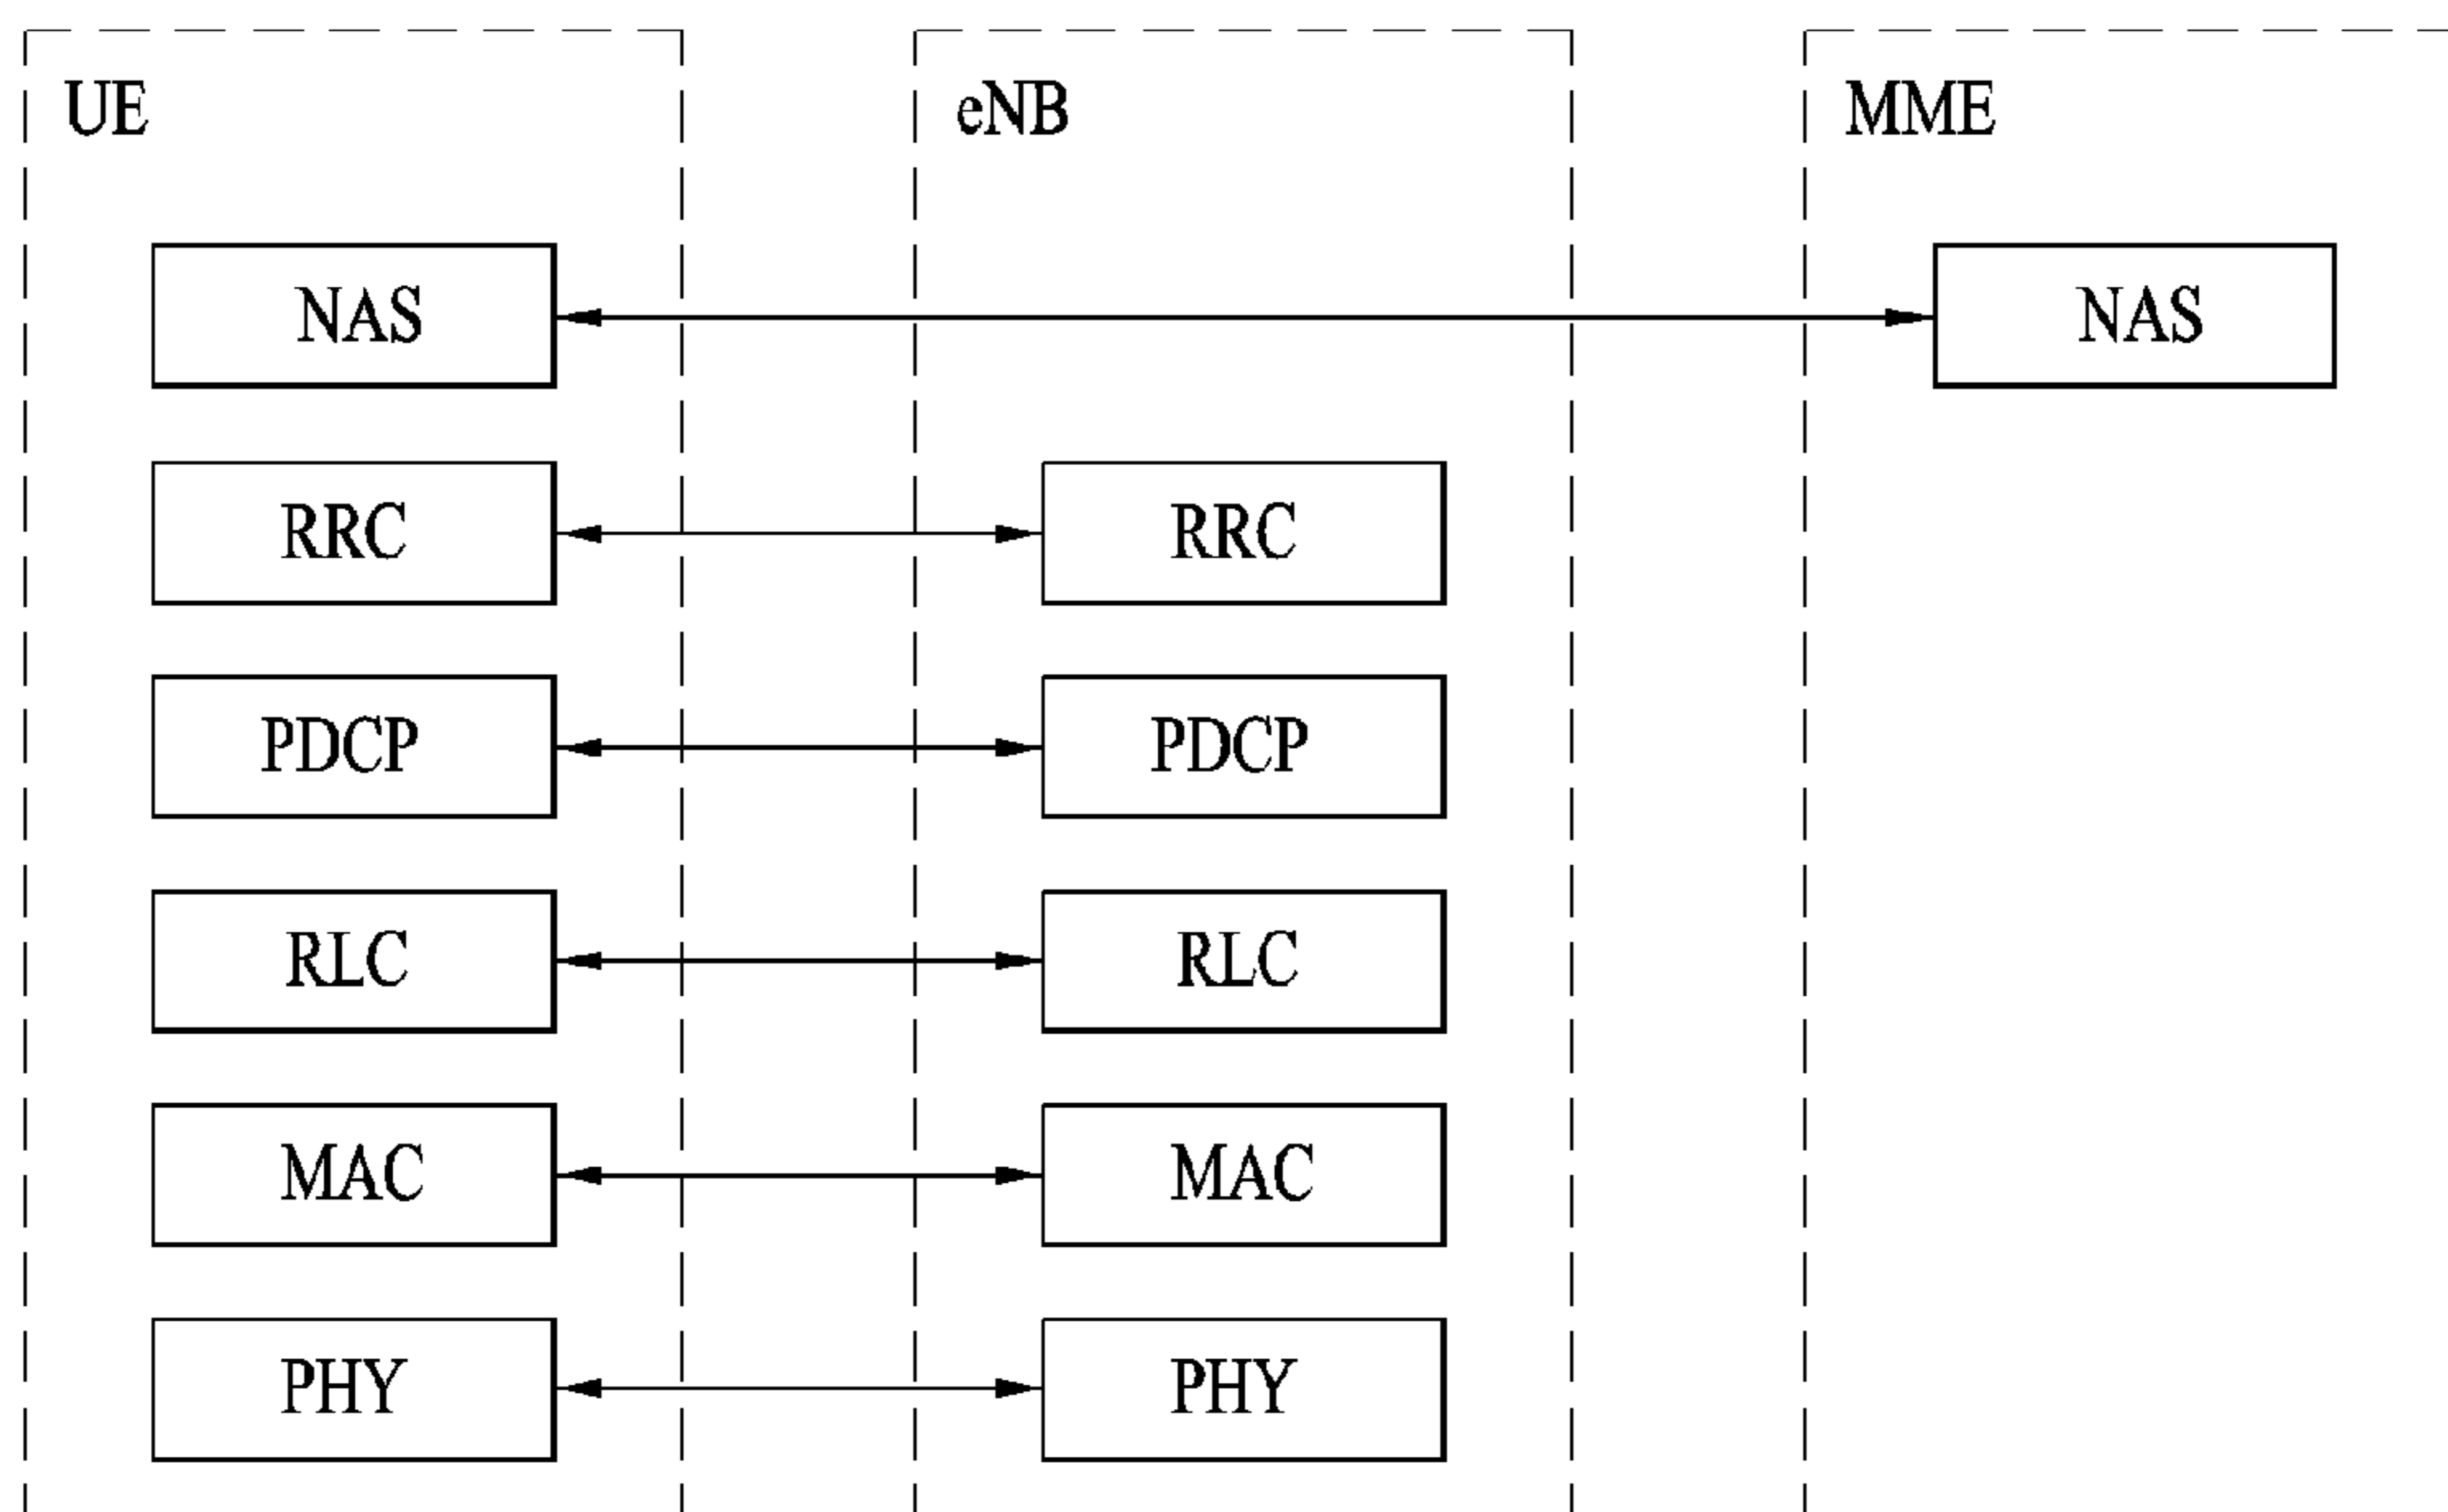 UE eNB MME
NAS NAS
RRC RRC
PDCP PDCP
RLC RLC
MAC MAC
PHY PHY